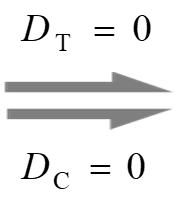 D_T = 0
D_C = 0